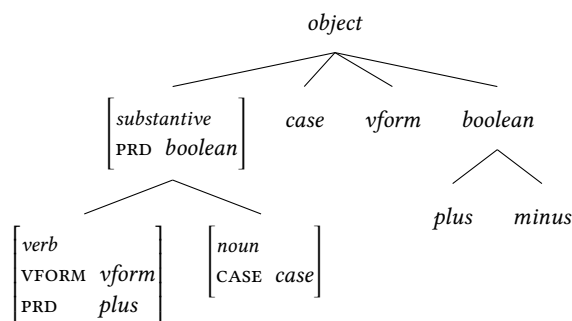 object
substantive
PRD boolean
case
vform
boolean
plus
minus
verb
VFORM vform
PRD plus
noun
CASE case